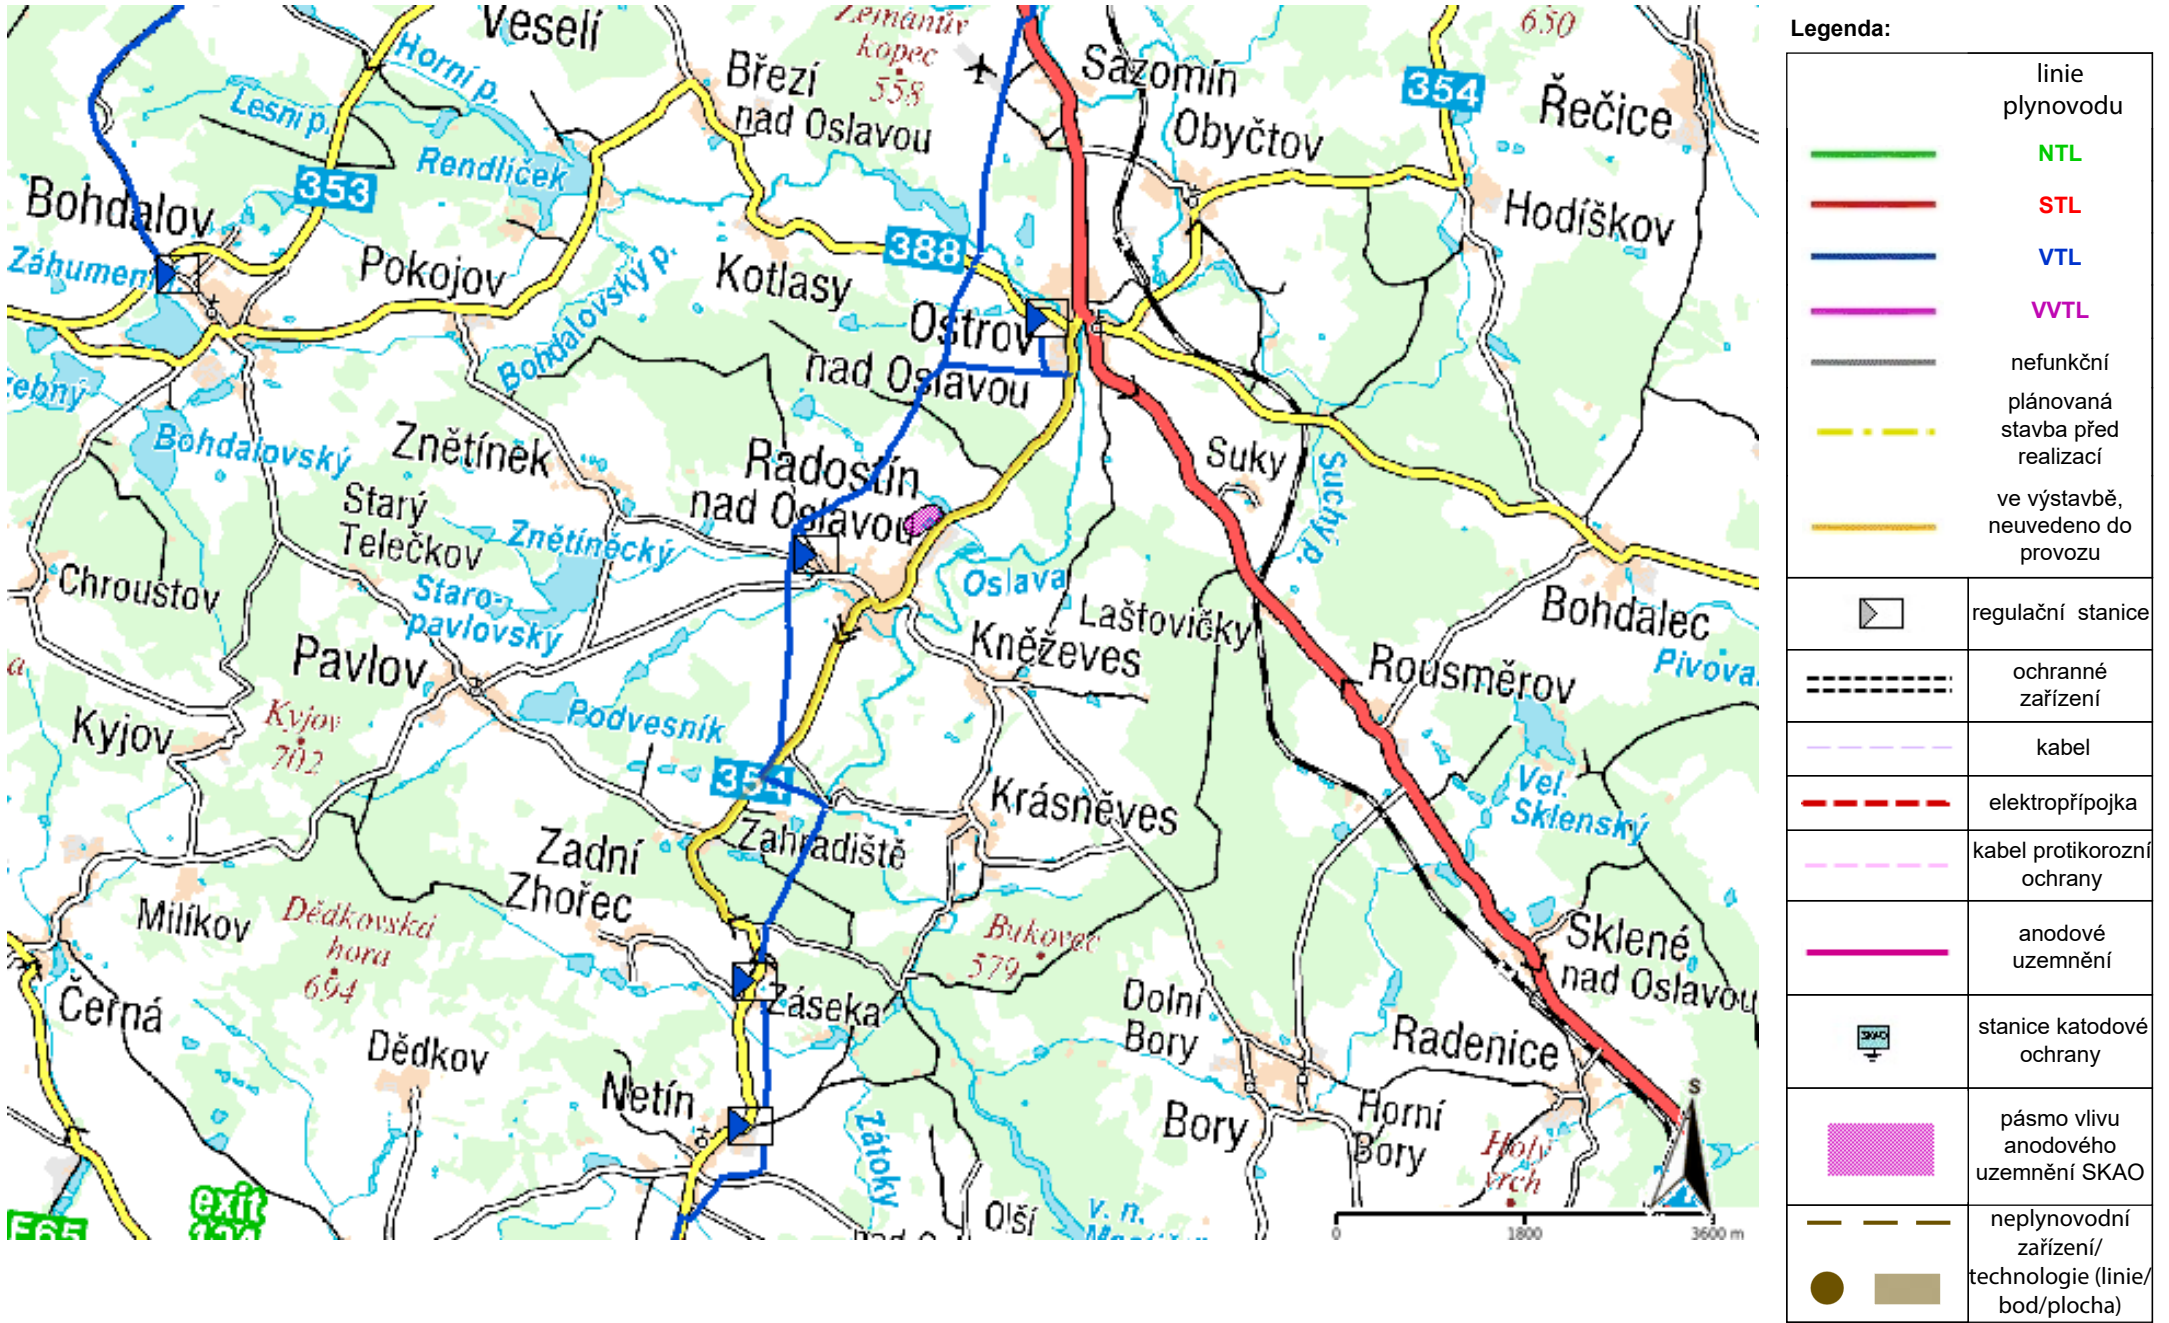 Veselí
Zemanův
kopec
558
Sazomín
650
Horní p.
Březí
nad Oslavou
354
Řečice
Lesní p.
Obyčtov
Rendlíček
353
Bohdalov
Hodíškov
388
Záhumení
Pokojov
Kotlasy
Bohdalovský p.
Ostrov
nad Oslavou
Bohdalovský
Znětínek
Radostín
nad Oslavou
Suky
Suchý p.
Starý
Telečkov
Znětínecký
Chroustov
Staro-
pavlovský
Oslava
Laštovičky
Bohdalec
Kněževes
Pavlov
Rousměrov
Kyjov
Kyjov
702
Podvesník
354
Krásněves
Vel.
Sklenský
Zahradiště
Zadní
Zhořec
Milíkov
Dědkovská
hora
694
Bukovec
579
Sklené
nad Oslavou
Černá
Záseka
Dolní
Bory
Radenice
Dědkov
Netín
Bory
Horní
Bory
Holý
vrch
Zátoky
Olší
v. n.
exit
E65
S
0 1800 3600 m
Legenda:
linie
plynovodu
NTL
STL
VTL
VVTL
nefunkční
plánovaná
stavba před
realizací
ve výstavbě,
neuvedeno do
provozu
regulační stanice
ochranné
zařízení
kabel
elektropřípojka
kabel protikorozní
ochrany
anodové
uzemnění
SKAO
stanice katodové
ochrany
pásmo vlivu
anodového
uzemnění SKAO
neplynovodní
zařízení/
technologie (linie/
bod/plocha)